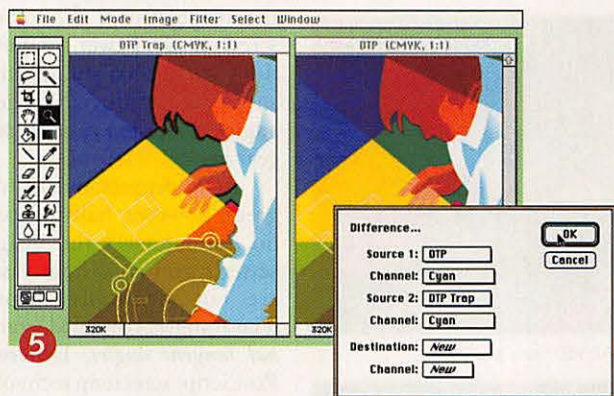 File Edit Mode Image Filter Select Window
DTP Trap (CMYK, 1:1)
DTP (CMYK, 1:1)
T
320K
320K
5
Difference...
OK
Cancel
Source 1: DTP
Channel: Cyan
Source 2: DTP Trap
Channel: Cyan
Destination: New
Channel: New